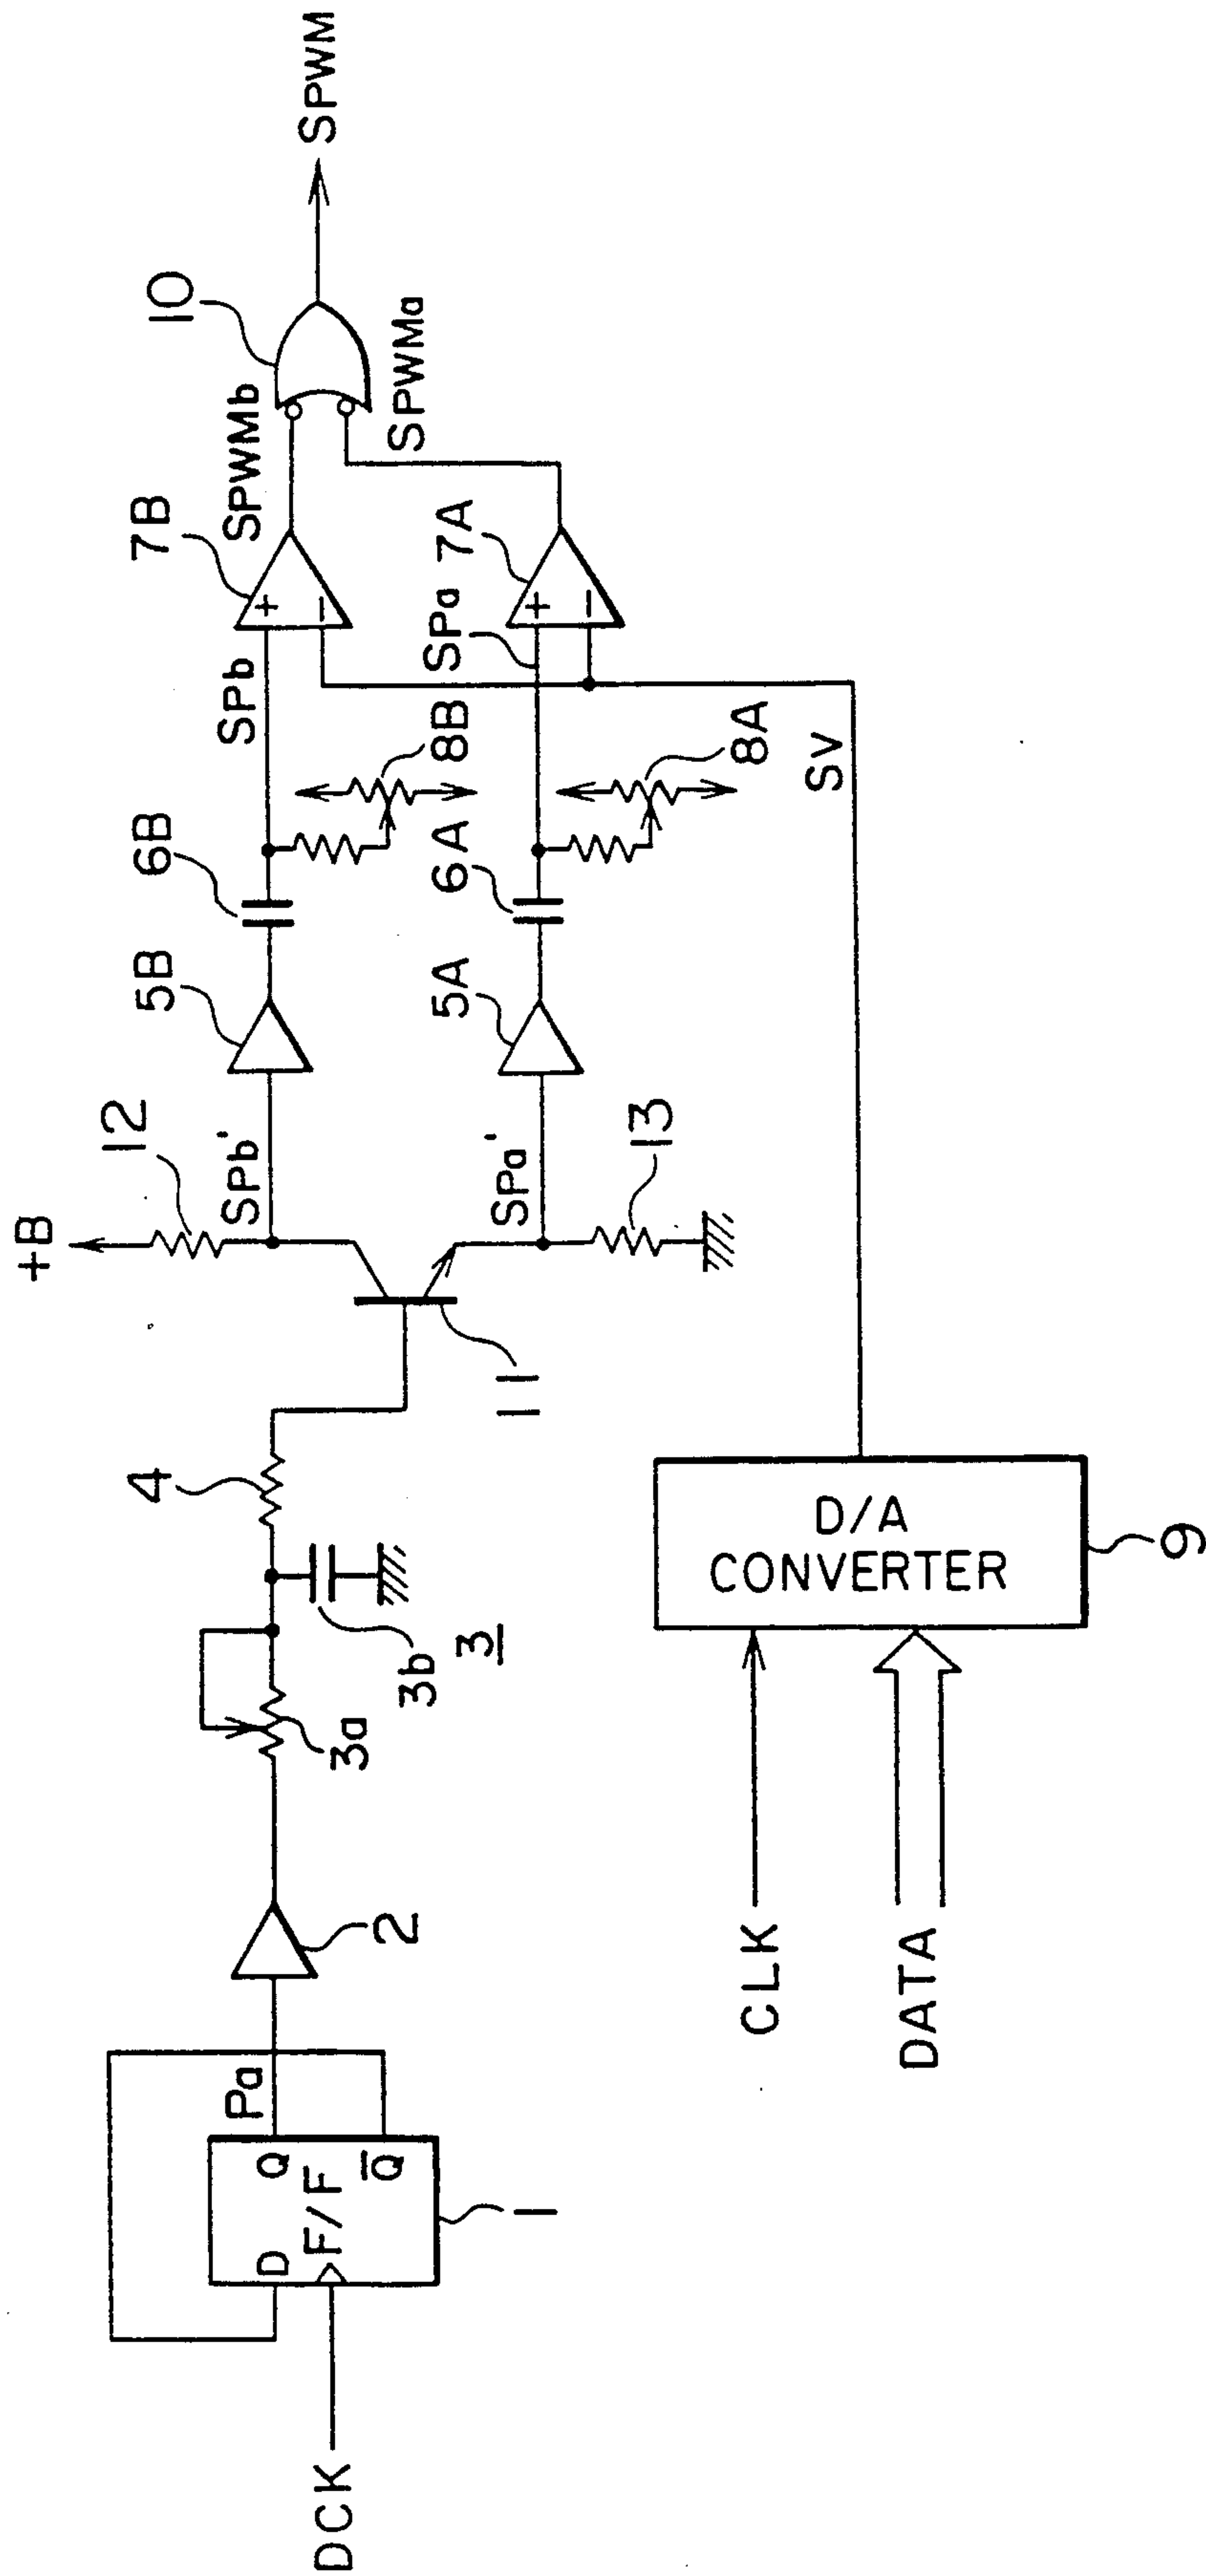 DCK
D
Q
F/F
Q̅
1
Pa
2
3a
3b
3
4
11
+B
12
13
SPb'
SPa'
5B
5A
6B
6A
8B
8A
SPb
SPa
7B
7A
+
−
+
−
SPWMb
SPWMa
10
SPWM
Sv
CLK
DATA
D/A
CONVERTER
9